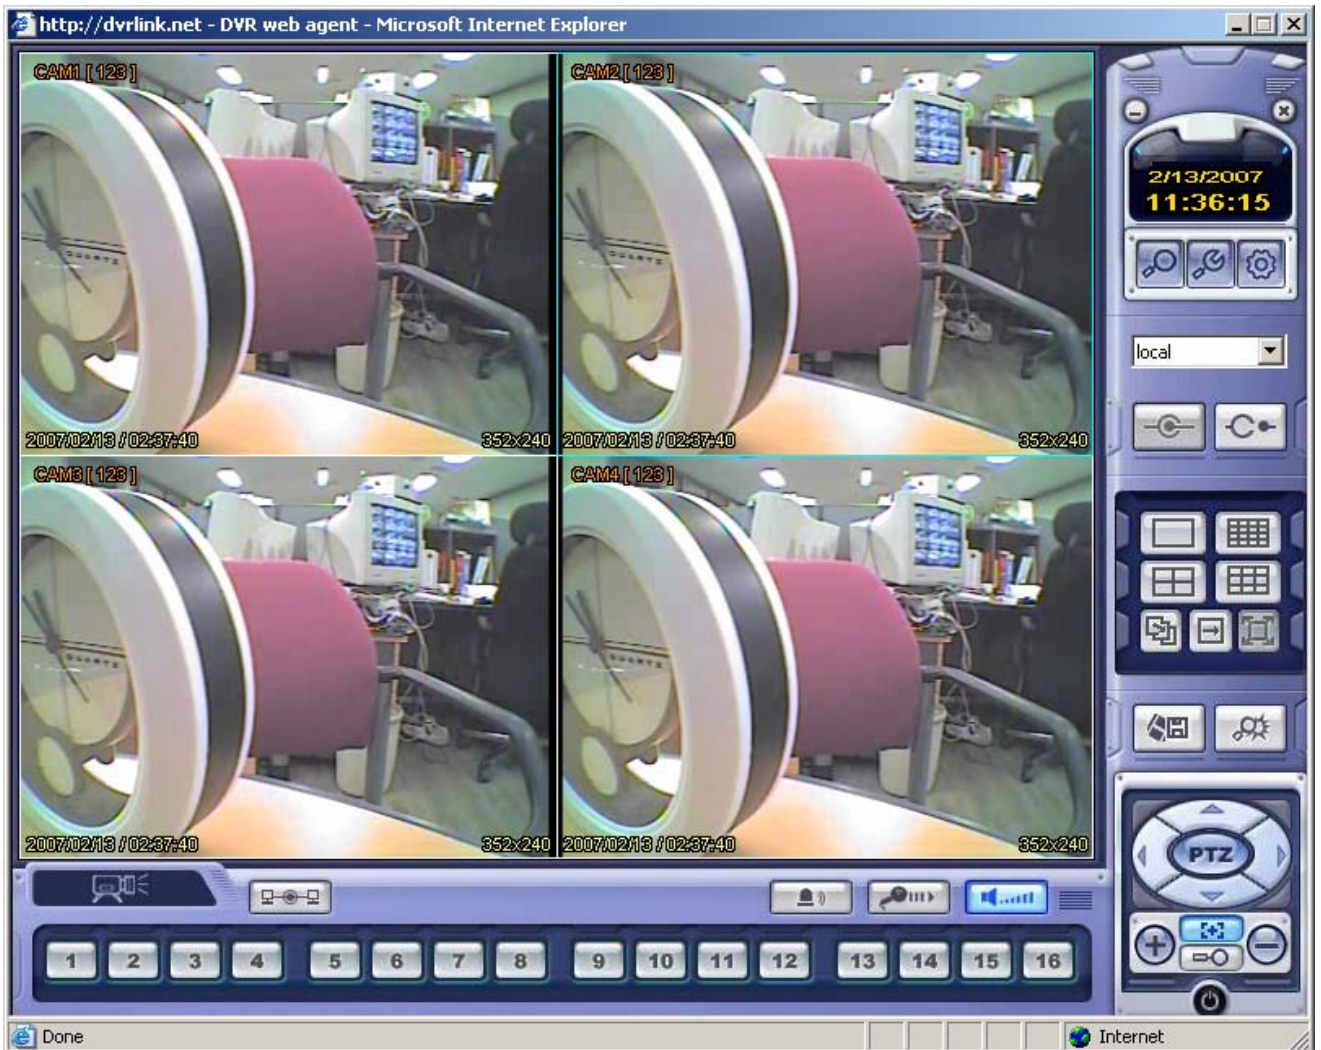 http://dvrlink.net - DVR web agent - Microsoft Internet Explorer
CAM1 [ 123 ]
CAM2 [ 123 ]
QUARTZ
2007/02/13 / 02:37:40
352x240
2007/02/13 / 02:37:40
352x240
CAM3 [ 123 ]
CAM4 [ 123 ]
QUARTZ
QUARTZ
2007/02/13 / 02:37:40
352x240
2007/02/13 / 02:37:40
352x240
2/13/2007
11:36:15
local
PTZ
1 2 3 4 5 6 7 8 9 10 11 12 13 14 15 16
Done
Internet